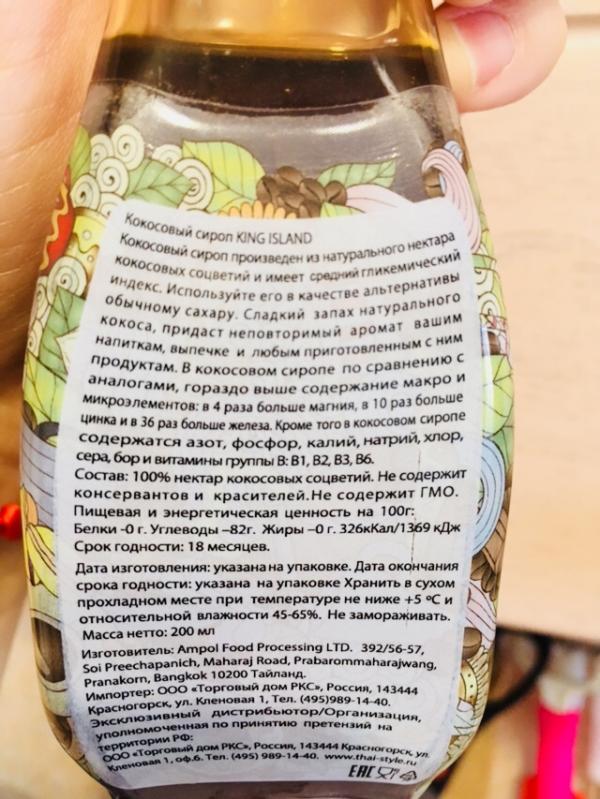 Кокосовый сироп KING ISLAND
Кокосовый сироп произведен из натурального нектара
кокосовых соцветий и имеет средний гликемический
индекс. Используйте его в качестве альтернативы
обычному сахару. Сладкий запах натурального
кокоса, придаст неповторимый аромат вашим
напиткам, выпечке и любым приготовленным с ним
продуктам. В кокосовом сиропе по сравнению с
аналогами, гораздо выше содержание макро и
микроэлементов: в 4 раза больше магния, в 10 раз больше
цинка и в 36 раз больше железа. Кроме того в кокосовом сиропе
содержатся азот, фосфор, калий, натрий, хлор,
сера, бор и витамины группы В: В1, В2, В3, В6.
Состав: 100% нектар кокосовых соцветий. Не содержит
консервантов и красителей.Не содержит ГМО.
Пищевая и энергетическая ценность на 100г:
Белки -0 г. Углеводы –82г. Жиры –0 г. 326кКал/1369 кДж
Срок годности: 18 месяцев.
Дата изготовления: указана на упаковке. Дата окончания
срока годности: указана на упаковке Хранить в сухом
прохладном месте при температуре не ниже +5 ºС и
относительной влажности 45-65%. Не замораживать.
Масса нетто: 200 мл
Изготовитель: Ampol Food Processing LTD. 392/56-57,
Soi Preechapanich, Maharaj Road, Prabarommaharajwang,
Pranakorn, Bangkok 10200 Тайланд.
Импортер: ООО «Торговый дом РКС», Россия, 143444
Красногорск, ул. Кленовая 1, Тел. (495)989-14-40.
Эксклюзивный дистрибьютор/Организация,
уполномоченная по принятию претензий на
территории РФ:
ООО «Торговый дом РКС», Россия, 143444 Красногорск, ул.
Кленовая 1, оф.6. Тел. (495) 989-14-40. www.thai-style.ru
EAC